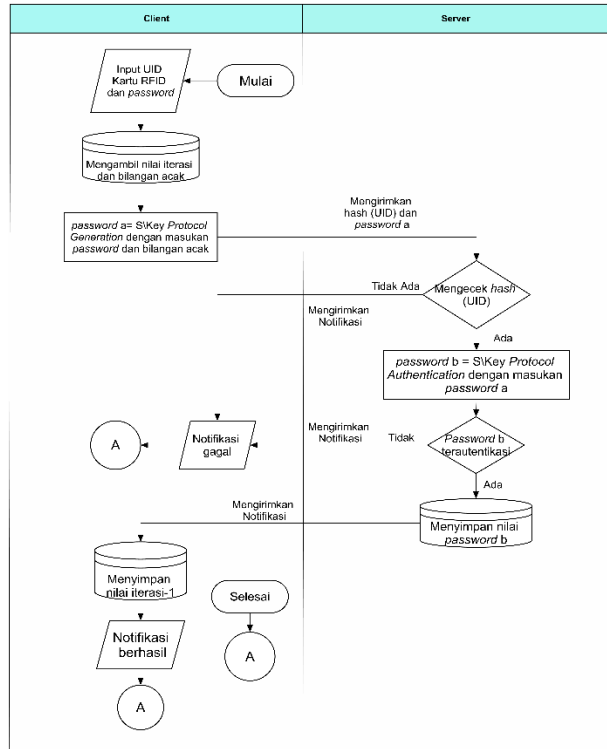 Client
Server
Input UID
Kartu RFID
dan password
Mulai
Mengambil nilai iterasi
dan bilangan acak
password a= S\Key Protocol
Generation dengan masukan
password dan bilangan acak
Mengirimkan
hash (UID) dan
password a
Tidak Ada
Mengecek hash
(UID)
Mengirimkan
Notifikasi
Ada
password b = S\Key Protocol
Authentication dengan masukan
password a
A
Notifikasi
gagal
Mengirimkan
Notifikasi
Tidak
Password b
terautentikasi
Ada
Mengirimkan
Notifikasi
Menyimpan nilai
password b
Menyimpan
nilai iterasi-1
Selesai
Notifikasi
berhasil
A
A